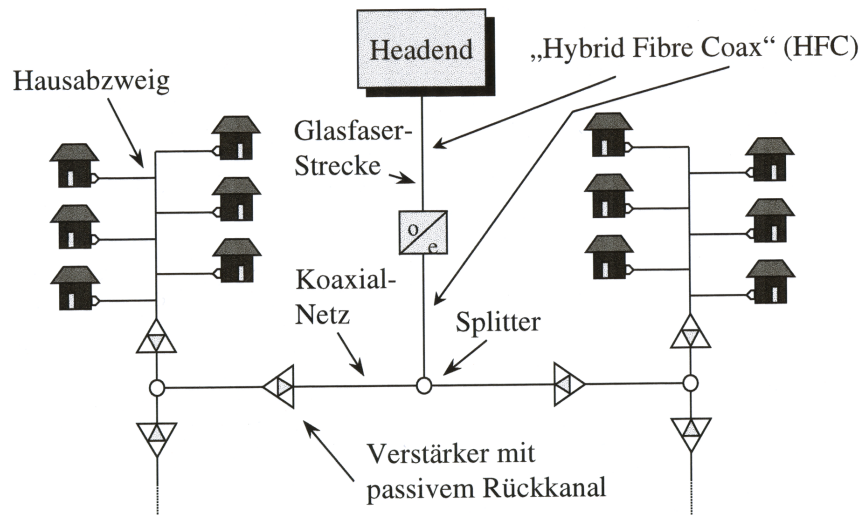 Headend
„Hybrid Fibre Coax“ (HFC)
Hausabzweig
Glasfaser-
Strecke
o
e
Koaxial-
Netz
Splitter
Verstärker mit
passivem Rückkanal